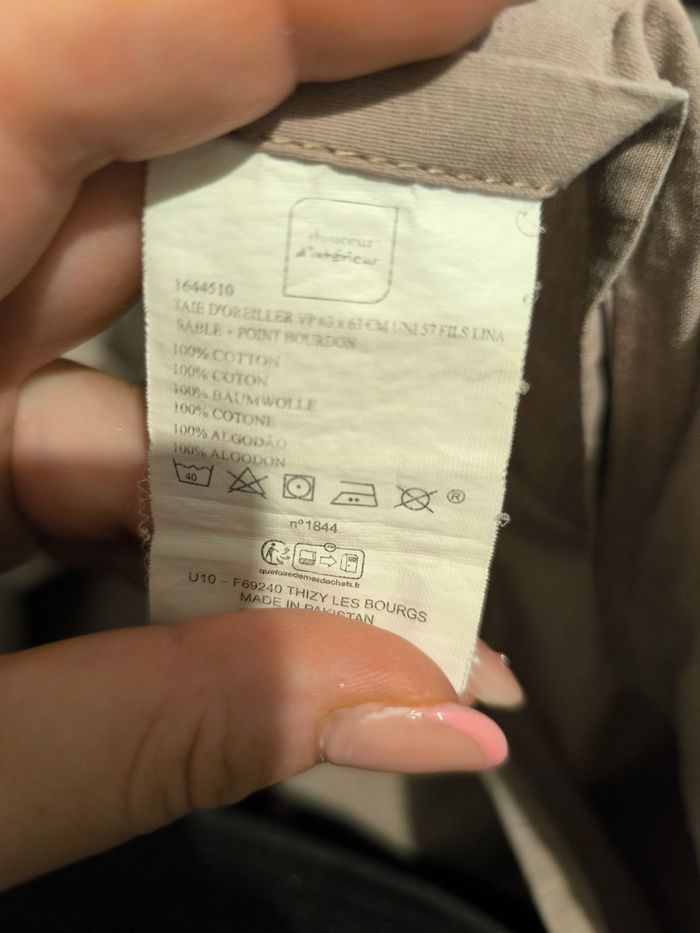 douceur
d'intérieur
1644510
TAIE D'OREILLER VP 63 x 63 CM UNI 57 FILS LINA
SABLE + POINT BOURDON
100% COTTON
100% COTON
100% BAUMWOLLE
100% COTONE
100% ALGODÃO
100% ALGODON
40
®
n°1844
quefairedemesdechets.fr
U10 – F69240 THIZY LES BOURGS
MADE IN PAKISTAN